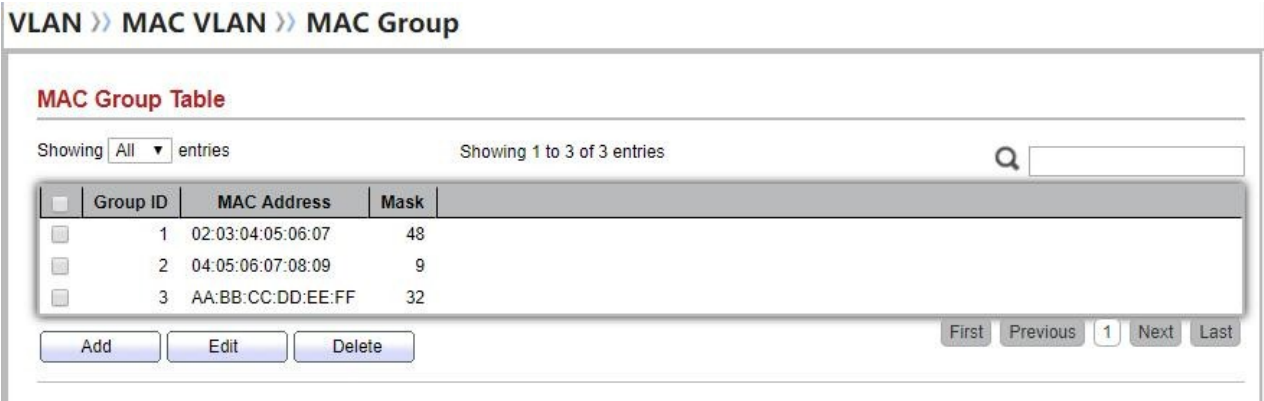 VLAN 》 MAC VLAN 》 MAC Group
MAC Group Table
Showing All ▼ entries Showing 1 to 3 of 3 entries
Group ID MAC Address Mask
1 02:03:04:05:06:07 48
2 04:05:06:07:08:09 9
3 AA:BB:CC:DD:EE:FF 32
Add Edit Delete First Previous 1 Next Last